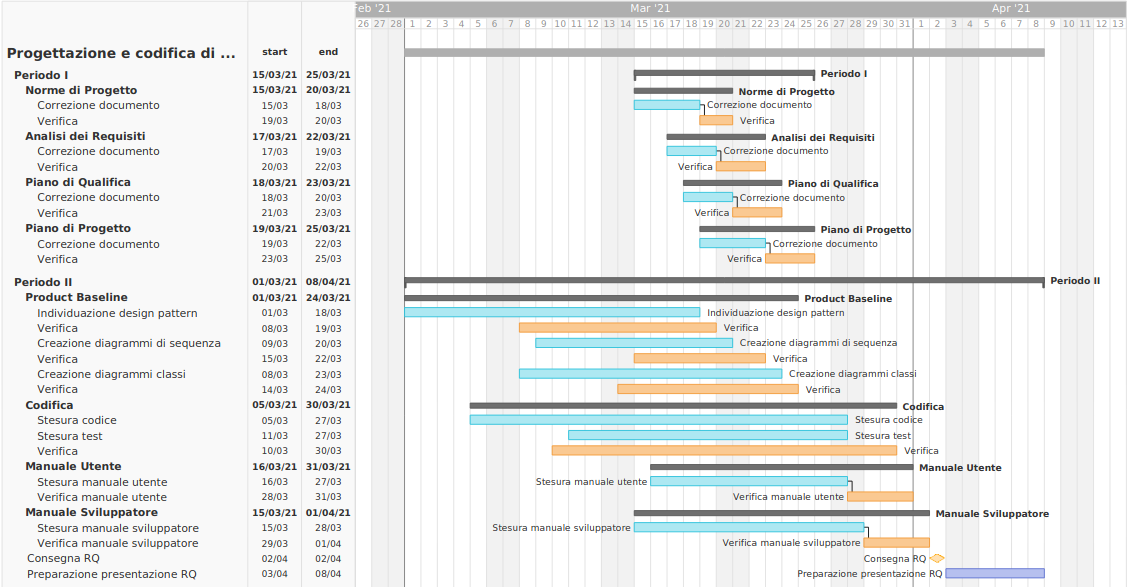 Feb '21 Mar '21 Apr '21
26 27 28 1 2 3 4 5 6 7 8 9 10 11 12 13 14 15 16 17 18 19 20 21 22 23 24 25 26 27 28 29 30 31 1 2 3 4 5 6 7 8 9 10 11 12 13
Progettazione e codifica di ... start end
Periodo I 15/03/21 25/03/21 Periodo I
Norme di Progetto 15/03/21 20/03/21 Norme di Progetto
Correzione documento 15/03 18/03 Correzione documento
Verifica 19/03 20/03 Verifica
Analisi dei Requisiti 17/03/21 22/03/21 Analisi dei Requisiti
Correzione documento 17/03 19/03 Correzione documento
Verifica 20/03 22/03 Verifica
Piano di Qualifica 18/03/21 23/03/21 Piano di Qualifica
Correzione documento 18/03 20/03 Correzione documento
Verifica 21/03 23/03 Verifica
Piano di Progetto 19/03/21 25/03/21 Piano di Progetto
Correzione documento 19/03 22/03 Correzione documento
Verifica 23/03 25/03 Verifica
Periodo II 01/03/21 08/04/21 Periodo II
Product Baseline 01/03/21 24/03/21 Product Baseline
Individuazione design pattern 01/03 18/03 Individuazione design pattern
Verifica 08/03 19/03 Verifica
Creazione diagrammi di sequenza 09/03 20/03 Creazione diagrammi di sequenza
Verifica 15/03 22/03 Verifica
Creazione diagrammi classi 08/03 23/03 Creazione diagrammi classi
Verifica 14/03 24/03 Verifica
Codifica 05/03/21 30/03/21 Codifica
Stesura codice 05/03 27/03 Stesura codice
Stesura test 11/03 27/03 Stesura test
Verifica 10/03 30/03 Verifica
Manuale Utente 16/03/21 31/03/21 Manuale Utente
Stesura manuale utente 16/03 27/03 Stesura manuale utente
Verifica manuale utente 28/03 31/03 Verifica manuale utente
Manuale Sviluppatore 15/03/21 01/04/21 Manuale Sviluppatore
Stesura manuale sviluppatore 15/03 28/03 Stesura manuale sviluppatore
Verifica manuale sviluppatore 29/03 01/04 Verifica manuale sviluppatore
Consegna RQ 02/04 02/04 Consegna RQ
Preparazione presentazione RQ 03/04 08/04 Preparazione presentazione RQ